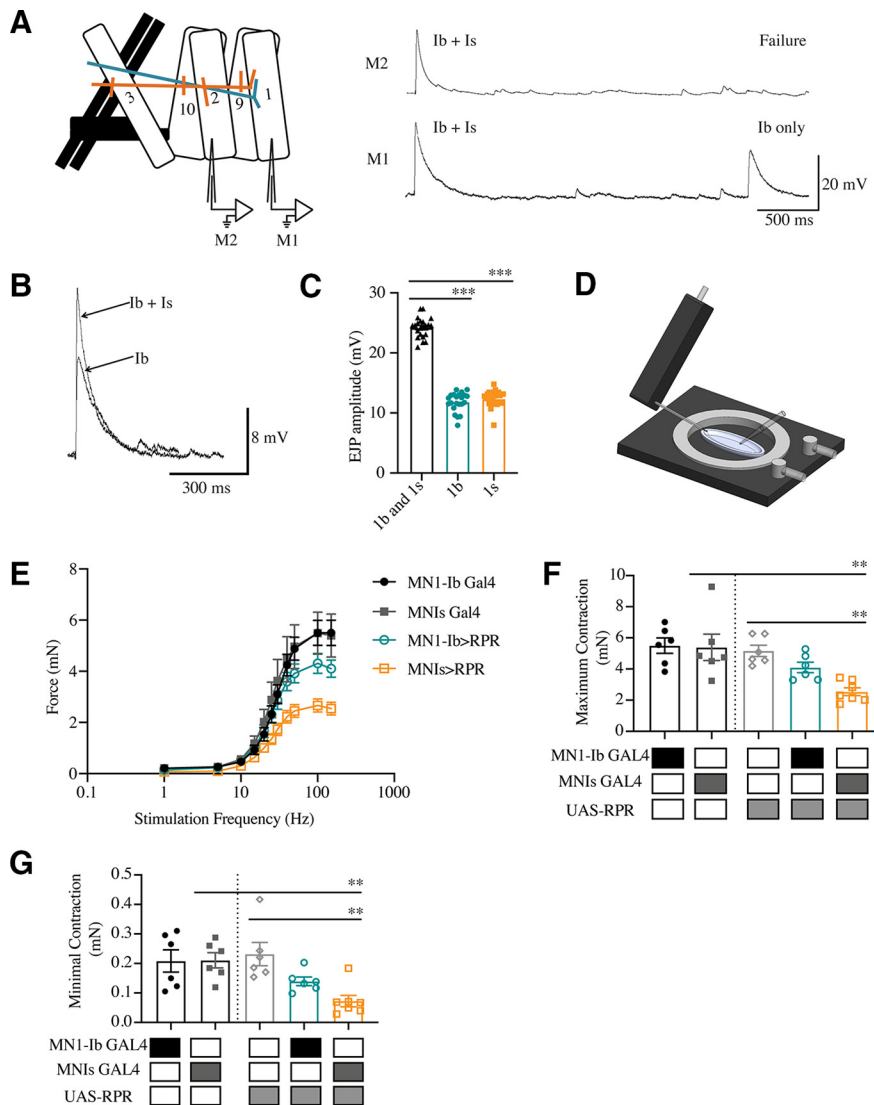 A
3
10
2
9
1
M2
M1
M2
Ib + Is
Failure
M1
Ib + Is
Ib only
20 mV
500 ms
B
Ib + Is
Ib
8 mV
300 ms
C
***
***
EJP amplitude (mV)
30
20
10
0
1b and 1s
1b
1s
D
E
Force (mN)
8
6
4
2
0
0.1
1
10
100
1000
Stimulation Frequency (Hz)
MN1-Ib Gal4
MNIs Gal4
MN1-Ib>RPR
MNIs>RPR
F
**
**
Maximum Contraction
(mN)
10
8
6
4
2
0
MN1-Ib GAL4
MNIs GAL4
UAS-RPR
G
**
**
Minimal Contraction
(mN)
0.5
0.4
0.3
0.2
0.1
0.0
MN1-Ib GAL4
MNIs GAL4
UAS-RPR